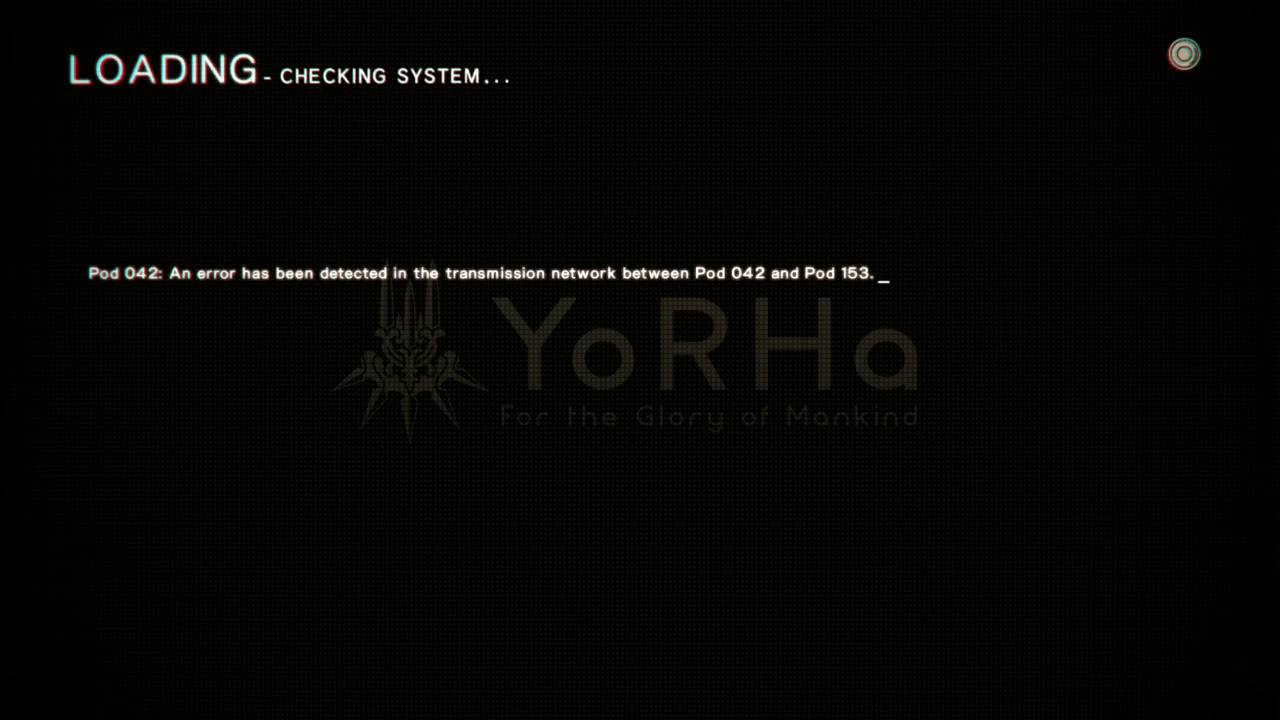 LOADING - CHECKING SYSTEM...
Pod 042: An error has been detected in the transmission network between Pod 042 and Pod 153._
YoRHa
For the Glory of Mankind